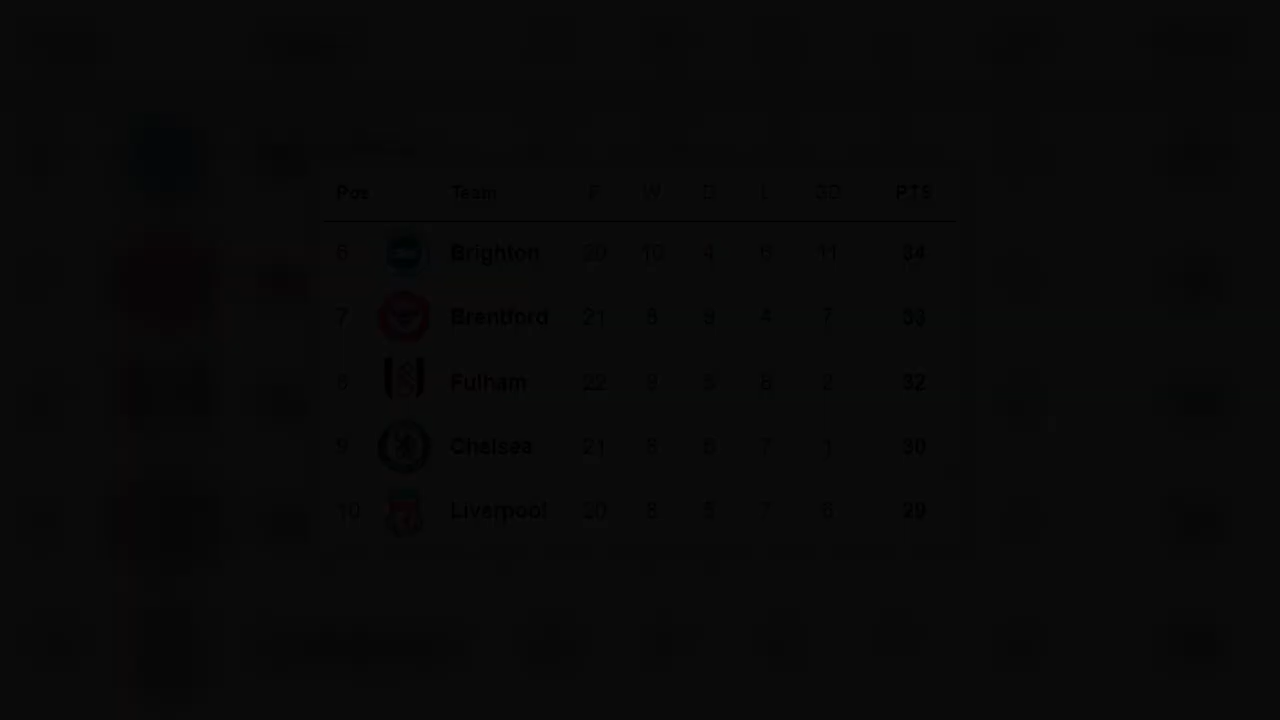 Pos Team P W D L GD PTS
6 Brighton 20 10 4 6 11 34
7 Brentford 21 8 9 4 7 33
8 Fulham 22 9 5 8 2 32
9 Chelsea 21 8 6 7 1 30
10 Liverpool 20 8 5 7 6 29